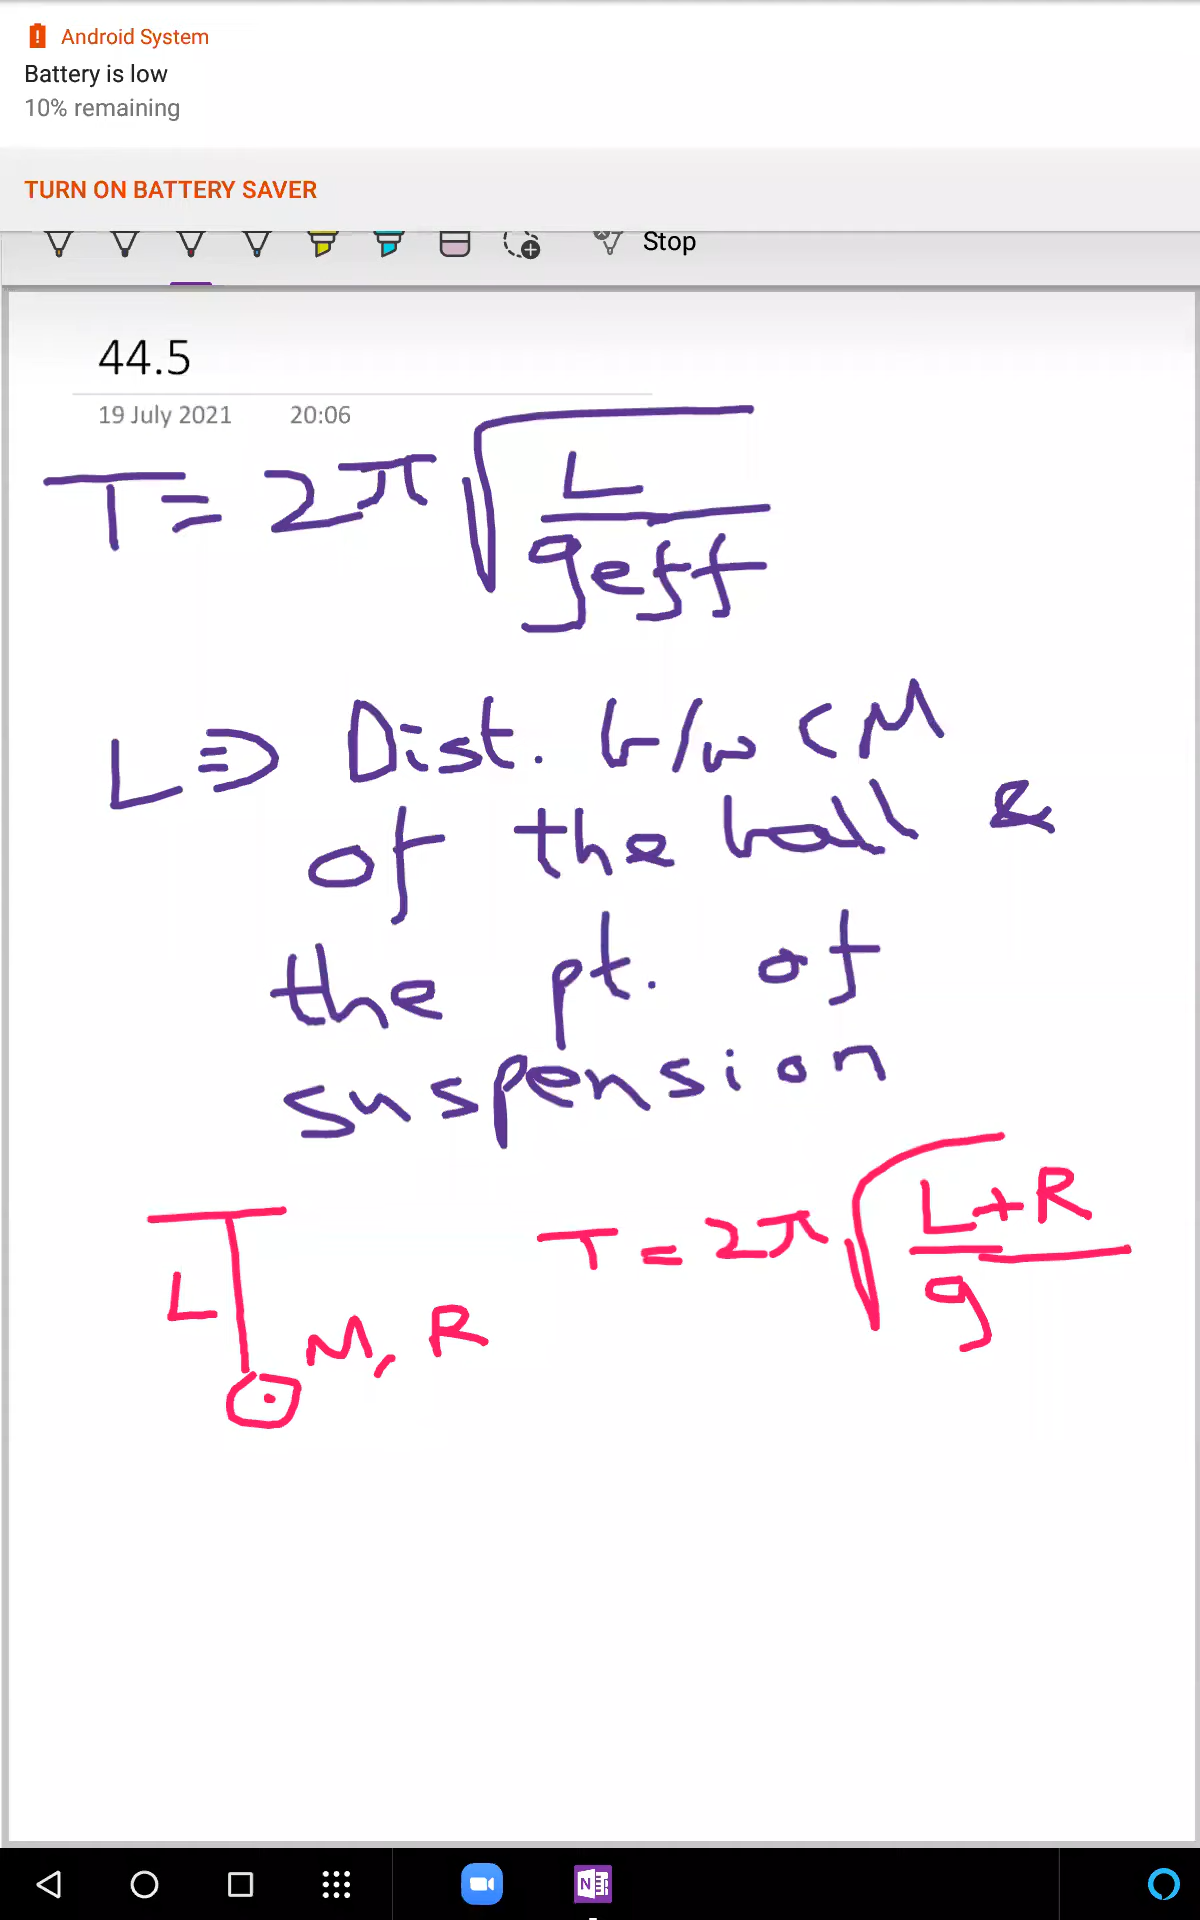 Android System
Battery is low
10% remaining
TURN ON BATTERY SAVER
Stop
44.5
19 July 2021 20:06
T = 2π √(L/geff)
L ⇒ Dist. b/w CM
of the ball &
the pt. of
suspension
L
M, R
T = 2π √((L+R)/g)